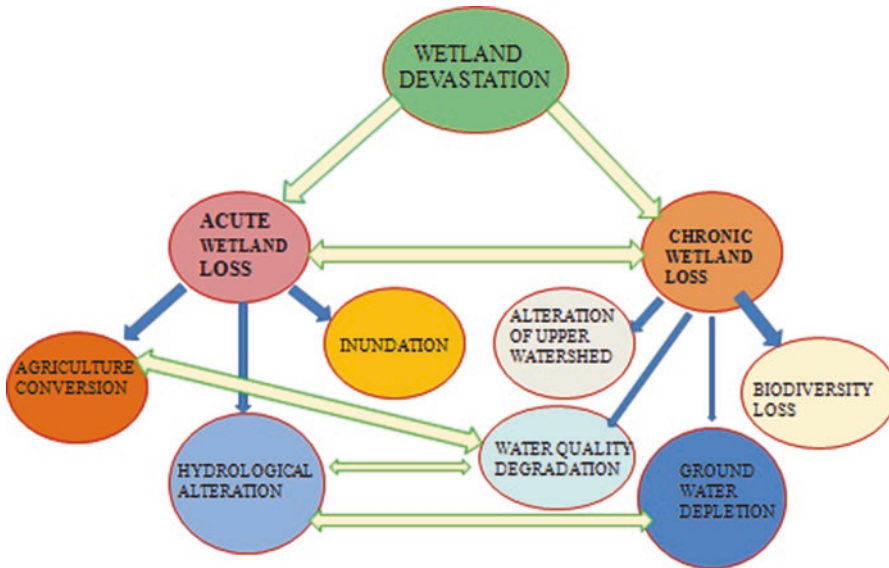 WETLAND
DEVASTATION
ACUTE
WETLAND
LOSS
CHRONIC
WETLAND
LOSS
AGRICULTURE
CONVERSION
INUNDATION
ALTERATION
OF UPPER
WATERSHED
BIODIVERSITY
LOSS
HYDROLOGICAL
ALTERATION
WATER QUALITY
DEGRADATION
GROUND
WATER
DEPLETION